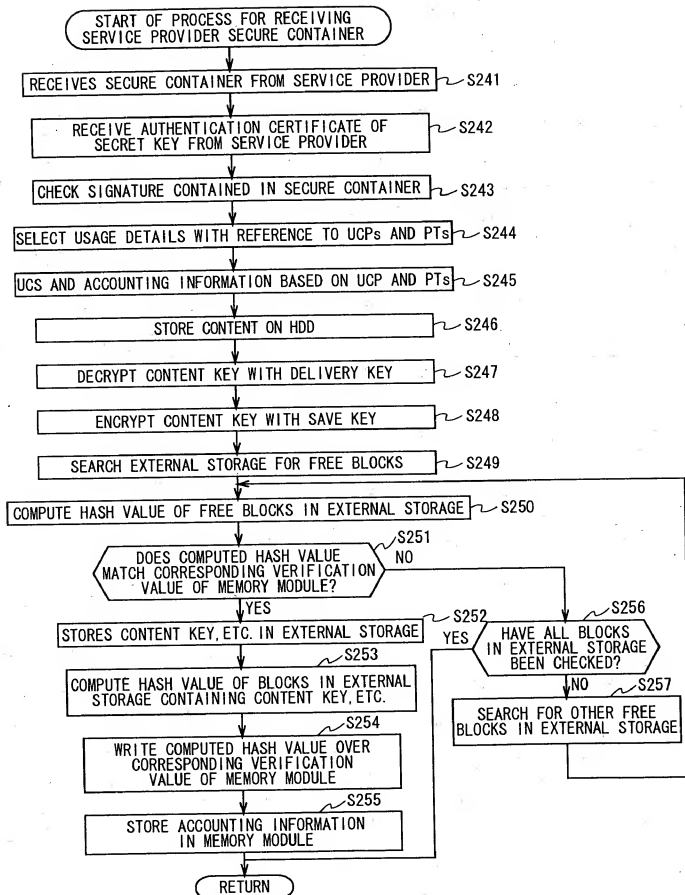 START OF PROCESS FOR RECEIVING
SERVICE PROVIDER SECURE CONTAINER
RECEIVES SECURE CONTAINER FROM SERVICE PROVIDER
S241
RECEIVE AUTHENTICATION CERTIFICATE OF
SECRET KEY FROM SERVICE PROVIDER
S242
CHECK SIGNATURE CONTAINED IN SECURE CONTAINER
S243
SELECT USAGE DETAILS WITH REFERENCE TO UCPs AND PTs
S244
UCS AND ACCOUNTING INFORMATION BASED ON UCP AND PTs
S245
STORE CONTENT ON HDD
S246
DECRYPT CONTENT KEY WITH DELIVERY KEY
S247
ENCRYPT CONTENT KEY WITH SAVE KEY
S248
SEARCH EXTERNAL STORAGE FOR FREE BLOCKS
S249
COMPUTE HASH VALUE OF FREE BLOCKS IN EXTERNAL STORAGE
S250
S251
DOES COMPUTED HASH VALUE
MATCH CORRESPONDING VERIFICATION
VALUE OF MEMORY MODULE?
NO
YES
S252
STORES CONTENT KEY, ETC. IN EXTERNAL STORAGE
S253
COMPUTE HASH VALUE OF BLOCKS IN EXTERNAL
STORAGE CONTAINING CONTENT KEY, ETC.
S254
WRITE COMPUTED HASH VALUE OVER
CORRESPONDING VERIFICATION
VALUE OF MEMORY MODULE
S255
STORE ACCOUNTING INFORMATION
IN MEMORY MODULE
RETURN
S256
YES
HAVE ALL BLOCKS
IN EXTERNAL STORAGE
BEEN CHECKED?
NO
S257
SEARCH FOR OTHER FREE
BLOCKS IN EXTERNAL STORAGE